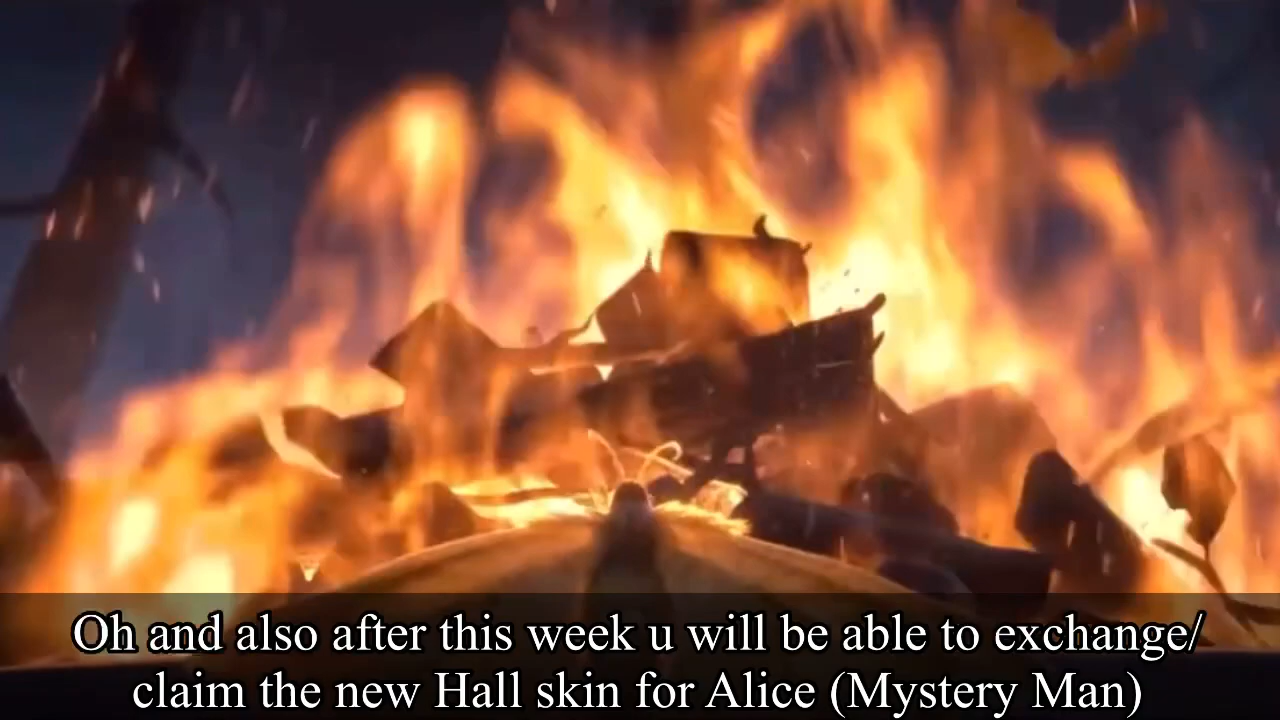 Oh and also after this week u will be able to exchange/
claim the new Hall skin for Alice (Mystery Man)